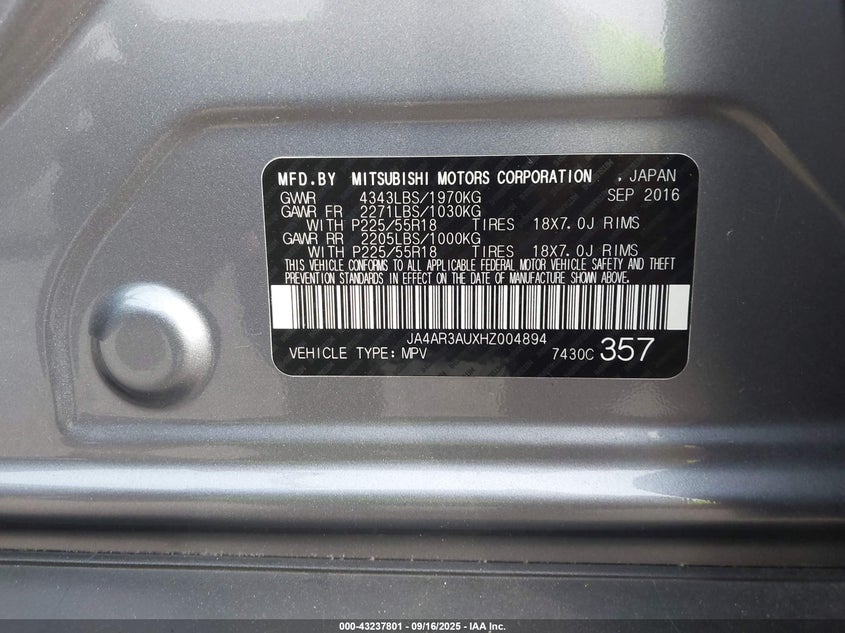 MFD.BY MITSUBISHI MOTORS CORPORATION , JAPAN
GVWR 4343LBS/1970KG SEP 2016
GAWR FR 2271LBS/1030KG
WITH P225/55R18 TIRES 18X7.0J RIMS
GAWR RR 2205LBS/1000KG
WITH P225/55R18 TIRES 18X7.0J RIMS
THIS VEHICLE CONFORMS TO ALL APPLICABLE FEDERAL MOTOR VEHICLE SAFETY AND THEFT
PREVENTION STANDARDS IN EFFECT ON THE DATE OF MANUFACTURE SHOWN ABOVE.
JA4AR3AUXHZ004894
VEHICLE TYPE: MPV 7430C 357
000-43237801 - 09/16/2025 - IAA Inc.